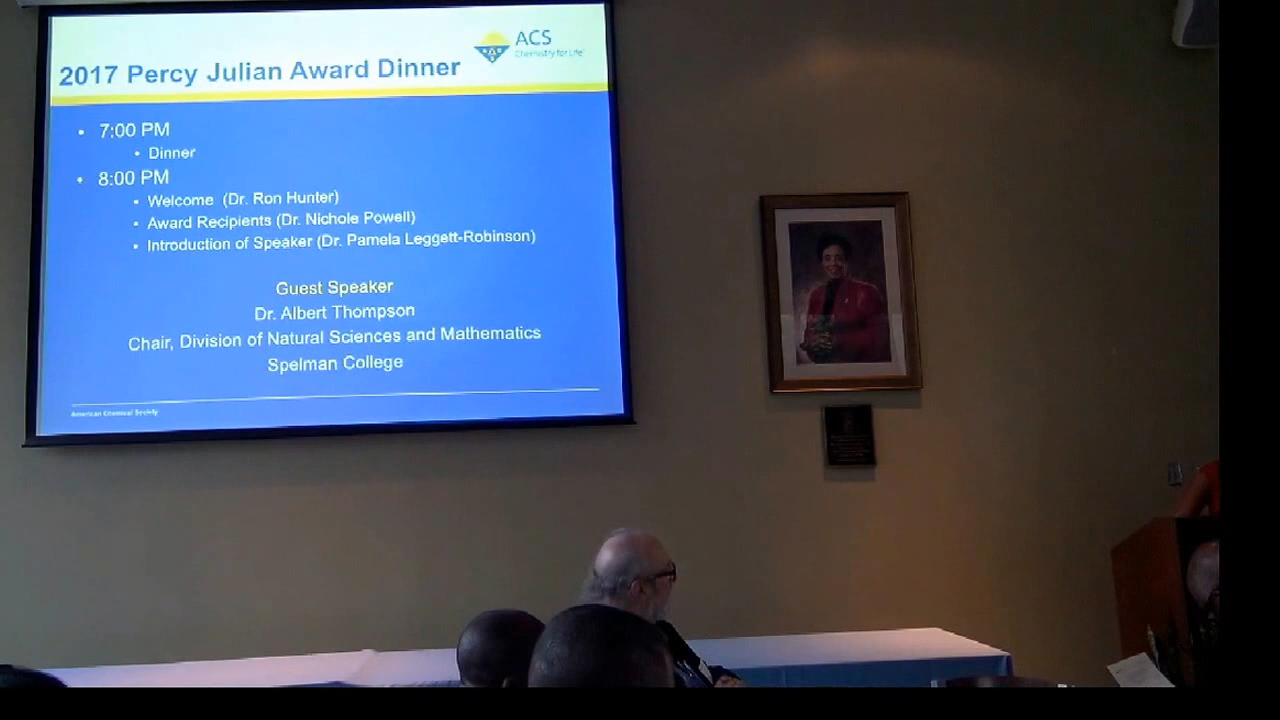 ACS
Chemistry for Life®
2017 Percy Julian Award Dinner
• 7:00 PM
• Dinner
• 8:00 PM
• Welcome (Dr. Ron Hunter)
• Award Recipients (Dr. Nichole Powell)
• Introduction of Speaker (Dr. Pamela Leggett-Robinson)
Guest Speaker
Dr. Albert Thompson
Chair, Division of Natural Sciences and Mathematics
Spelman College
American Chemical Society